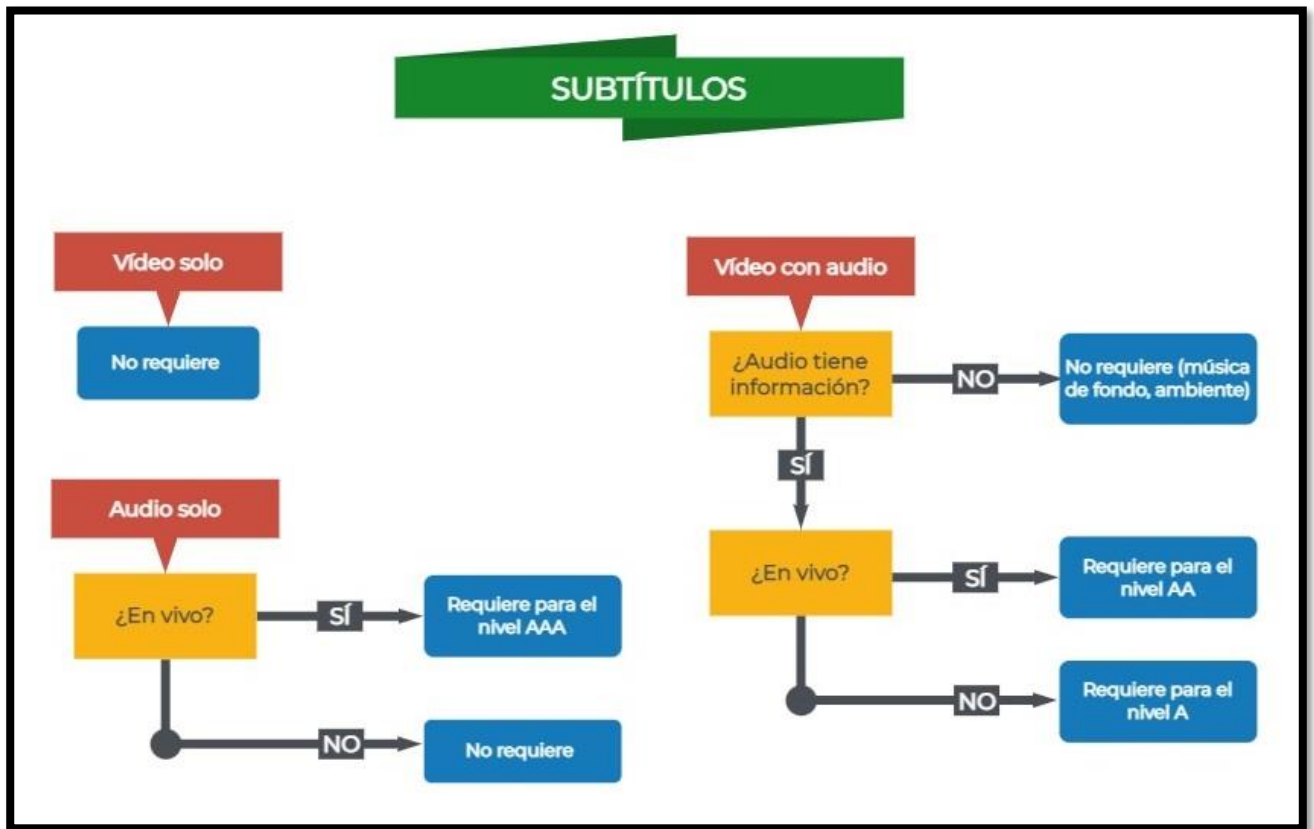 SUBTÍTULOS
Vídeo solo
No requiere
Audio solo
¿En vivo?
SÍ
Requiere para el
nivel AAA
NO
No requiere
Vídeo con audio
¿Audio tiene
información?
NO
No requiere (música
de fondo, ambiente)
SÍ
¿En vivo?
SÍ
Requiere para el
nivel AA
NO
Requiere para el
nivel A